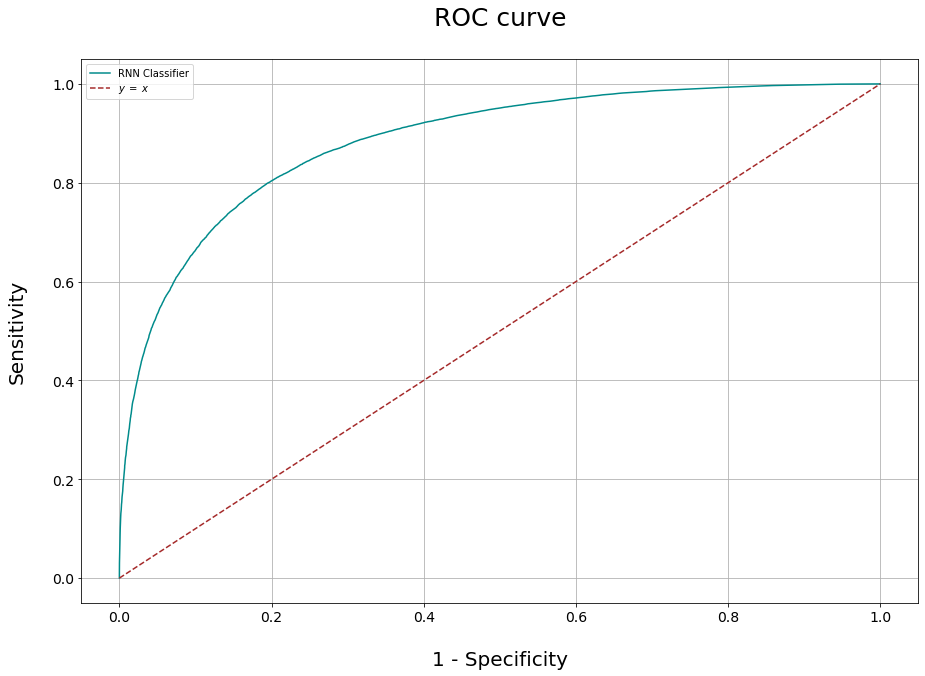 ROC curve
RNN Classifier
y = x
1.0
0.8
0.6
0.4
0.2
0.0
Sensitivity
0.0 0.2 0.4 0.6 0.8 1.0
1 - Specificity